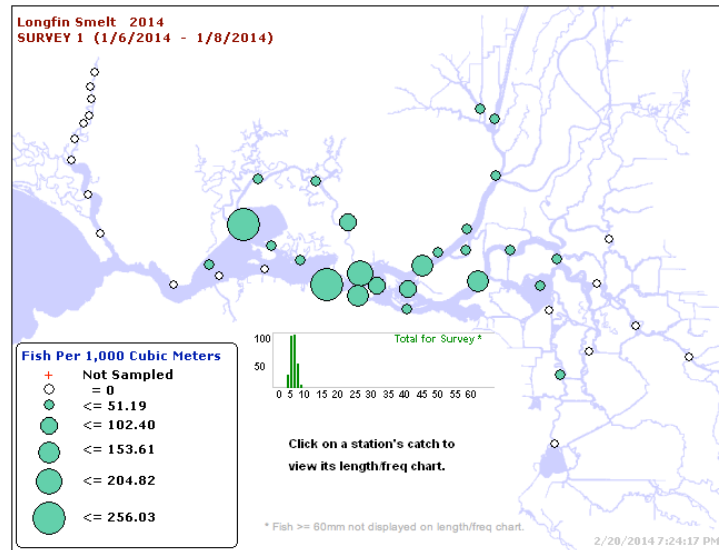 Longfin Smelt 2014
SURVEY 1 (1/6/2014 - 1/8/2014)
100
Total for Survey *
50
0 5 10 15 20 25 30 35 40 45 50 55 60
Fish Per 1,000 Cubic Meters
+ Not Sampled
= 0
<= 51.19
<= 102.40
<= 153.61
<= 204.82
<= 256.03
Click on a station's catch to
view its length/freq chart.
* Fish >= 60mm not displayed on length/freq chart.
2/20/2014 7:24:17 PM